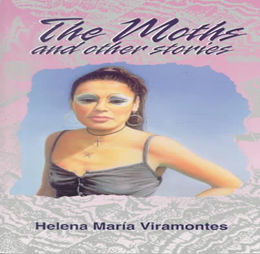 The Moths
and other stories
Helena María Viramontes